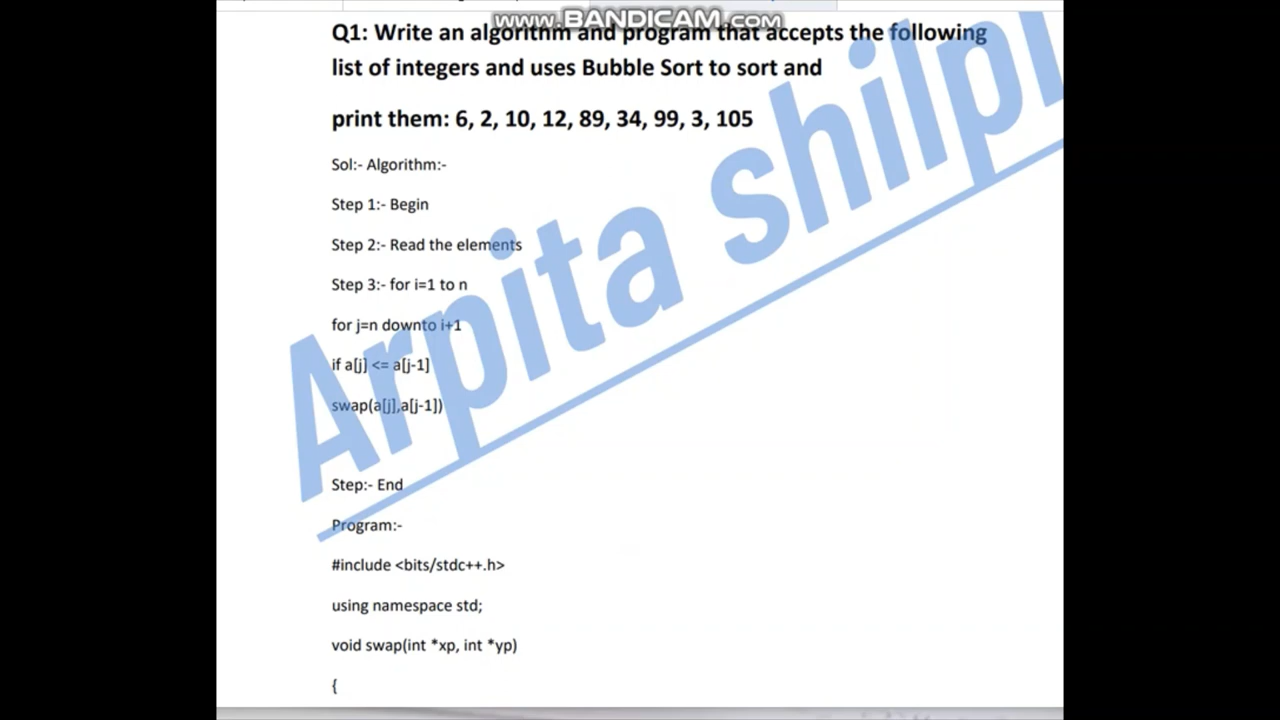 www.BANDICAM.com
Q1: Write an algorithm and program that accepts the following
list of integers and uses Bubble Sort to sort and
print them: 6, 2, 10, 12, 89, 34, 99, 3, 105
Sol:- Algorithm:-
Step 1:- Begin
Step 2:- Read the elements
Step 3:- for i=1 to n
for j=n downto i+1
if a[j] <= a[j-1]
swap(a[j],a[j-1])
Arpita shilpi
Step:- End
Program:-
#include <bits/stdc++.h>
using namespace std;
void swap(int *xp, int *yp)
{